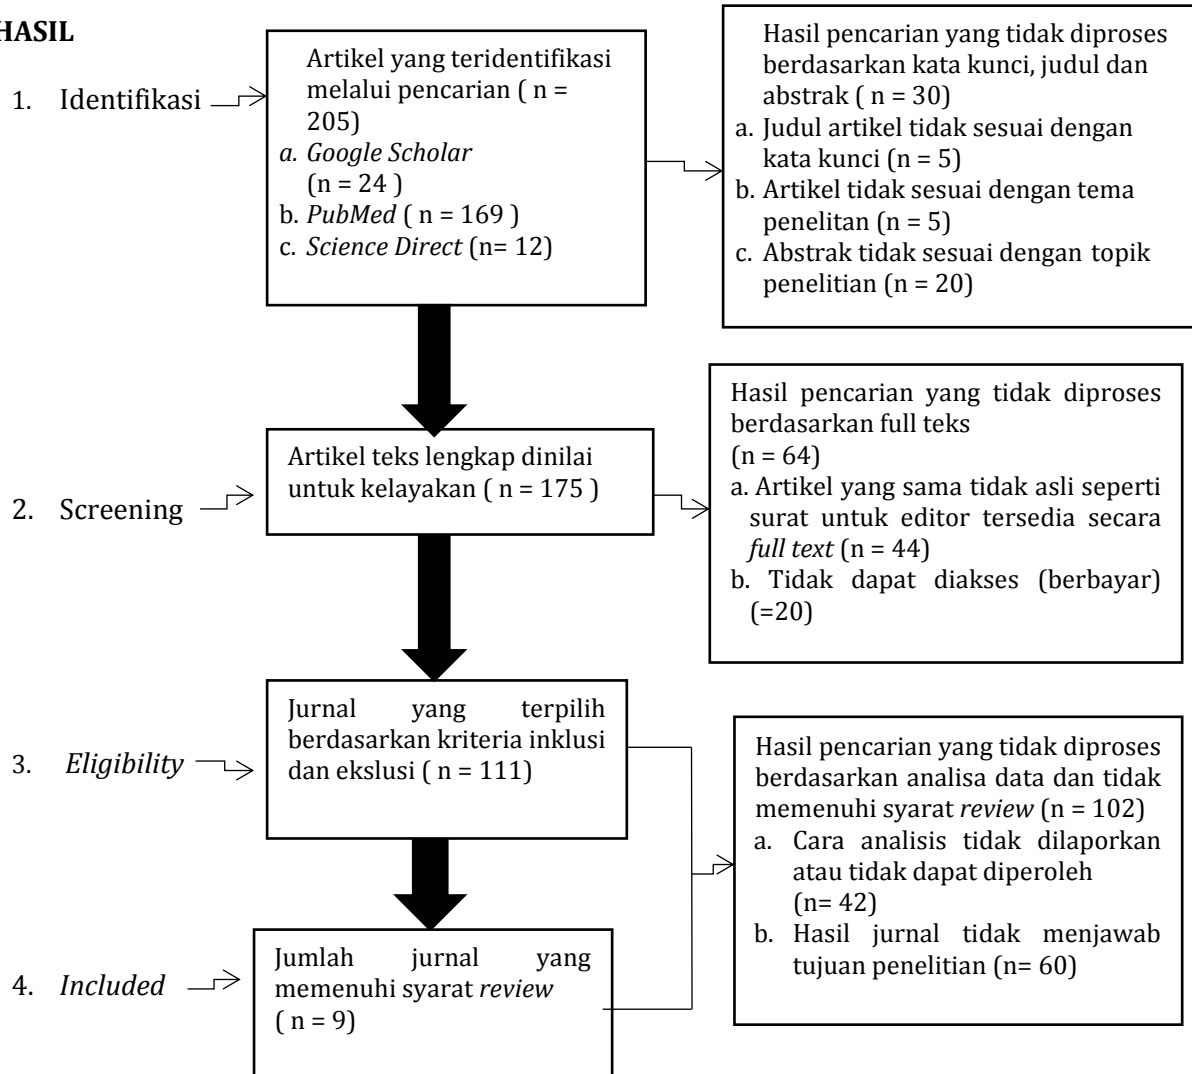 HASIL
1. Identifikasi
Artikel yang teridentifikasi
melalui pencarian ( n =
205)
a. Google Scholar
(n = 24 )
b. PubMed ( n = 169 )
c. Science Direct (n= 12)
Hasil pencarian yang tidak diproses
berdasarkan kata kunci, judul dan
abstrak ( n = 30)
a. Judul artikel tidak sesuai dengan
kata kunci (n = 5)
b. Artikel tidak sesuai dengan tema
penelitan (n = 5)
c. Abstrak tidak sesuai dengan topik
penelitian (n = 20)
2. Screening
Artikel teks lengkap dinilai
untuk kelayakan ( n = 175 )
Hasil pencarian yang tidak diproses
berdasarkan full teks
(n = 64)
a. Artikel yang sama tidak asli seperti
surat untuk editor tersedia secara
full text (n = 44)
b. Tidak dapat diakses (berbayar)
(=20)
3. Eligibility
Jurnal yang terpilih
berdasarkan kriteria inklusi
dan ekslusi ( n = 111)
Hasil pencarian yang tidak diproses
berdasarkan analisa data dan tidak
memenuhi syarat review (n = 102)
a. Cara analisis tidak dilaporkan
atau tidak dapat diperoleh
(n= 42)
b. Hasil jurnal tidak menjawab
tujuan penelitian (n= 60)
4. Included
Jumlah jurnal yang
memenuhi syarat review
( n = 9)